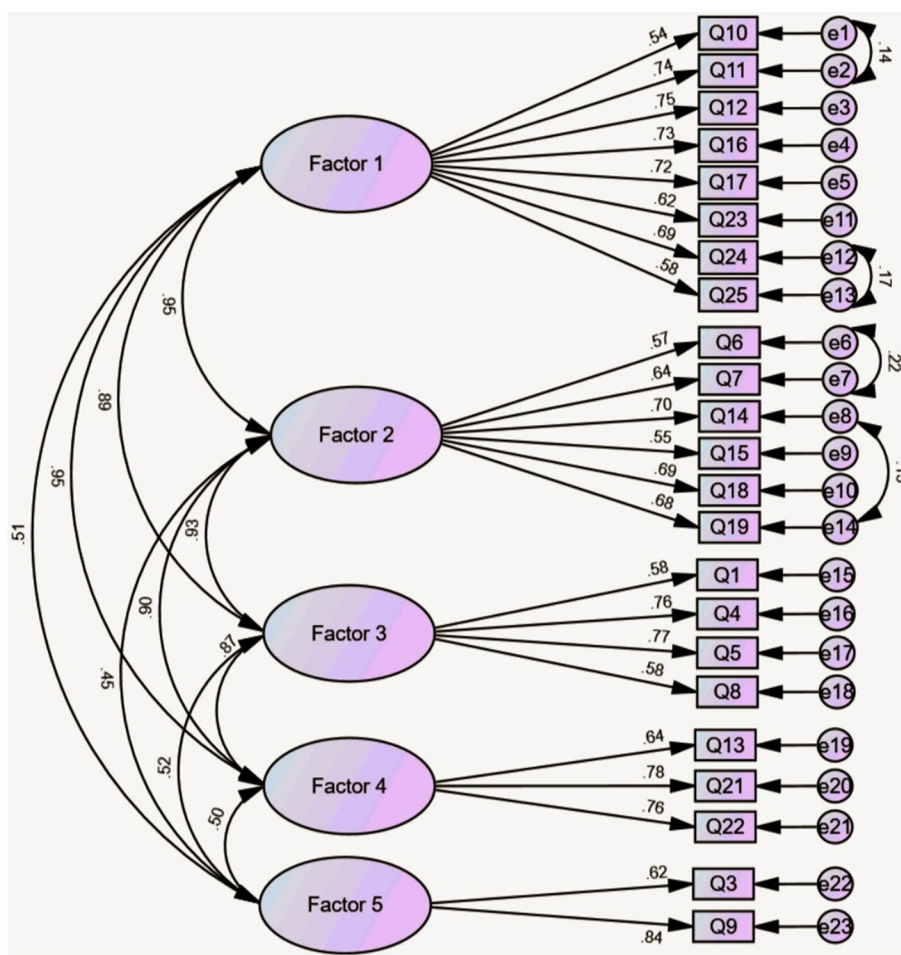 .54 Q10 e1
.14
.74 Q11 e2
.75 Q12 e3
Factor 1
.73 Q16 e4
.72 Q17 e5
.62 Q23 e11
.69 Q24 e12
.17
.58 Q25 e13
.57 Q6 e6
.22
.64 Q7 e7
.89
.70 Q14 e8
Factor 2
.55 Q15 e9
.96
.69 Q18 e10
.68 Q19 e14
.51
.93
.58 Q1 e15
.90
.76 Q4 e16
Factor 3
.87
.77 Q5 e17
.54
.58 Q8 e18
.64 Q13 e19
.52
.78 Q21 e20
Factor 4
.50
.76 Q22 e21
.62 Q3 e22
Factor 5
.84 Q9 e23